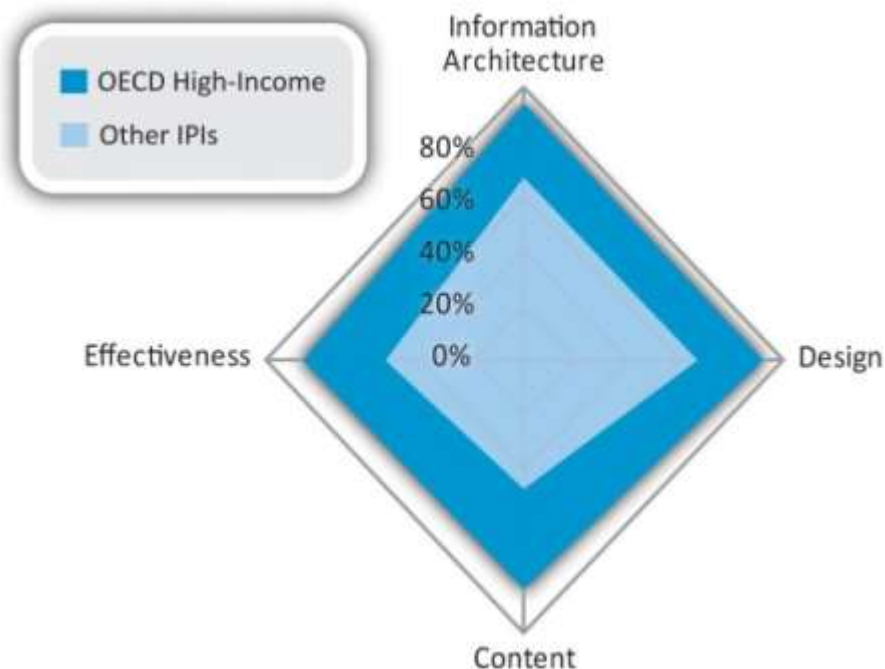 OECD High-Income
Other IPIs
Information
Architecture
80%
60%
40%
20%
0%
Effectiveness
Design
Content